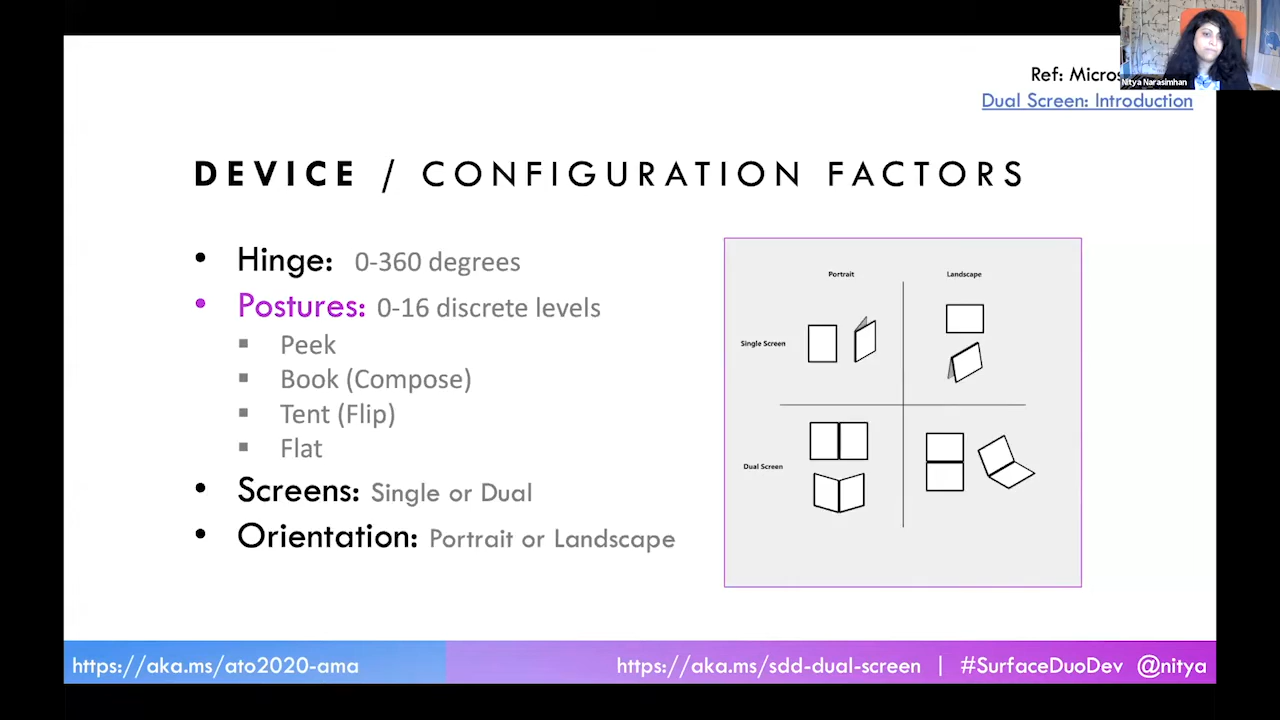 Ref: Micros
Nitya Narasimhan
Dual Screen: Introduction
DEVICE / CONFIGURATION FACTORS
• Hinge: 0-360 degrees
• Postures: 0-16 discrete levels
▪ Peek
▪ Book (Compose)
▪ Tent (Flip)
▪ Flat
• Screens: Single or Dual
• Orientation: Portrait or Landscape
Portrait
Landscape
Single Screen
Dual Screen
https://aka.ms/ato2020-ama
https://aka.ms/sdd-dual-screen | #SurfaceDuoDev @nitya